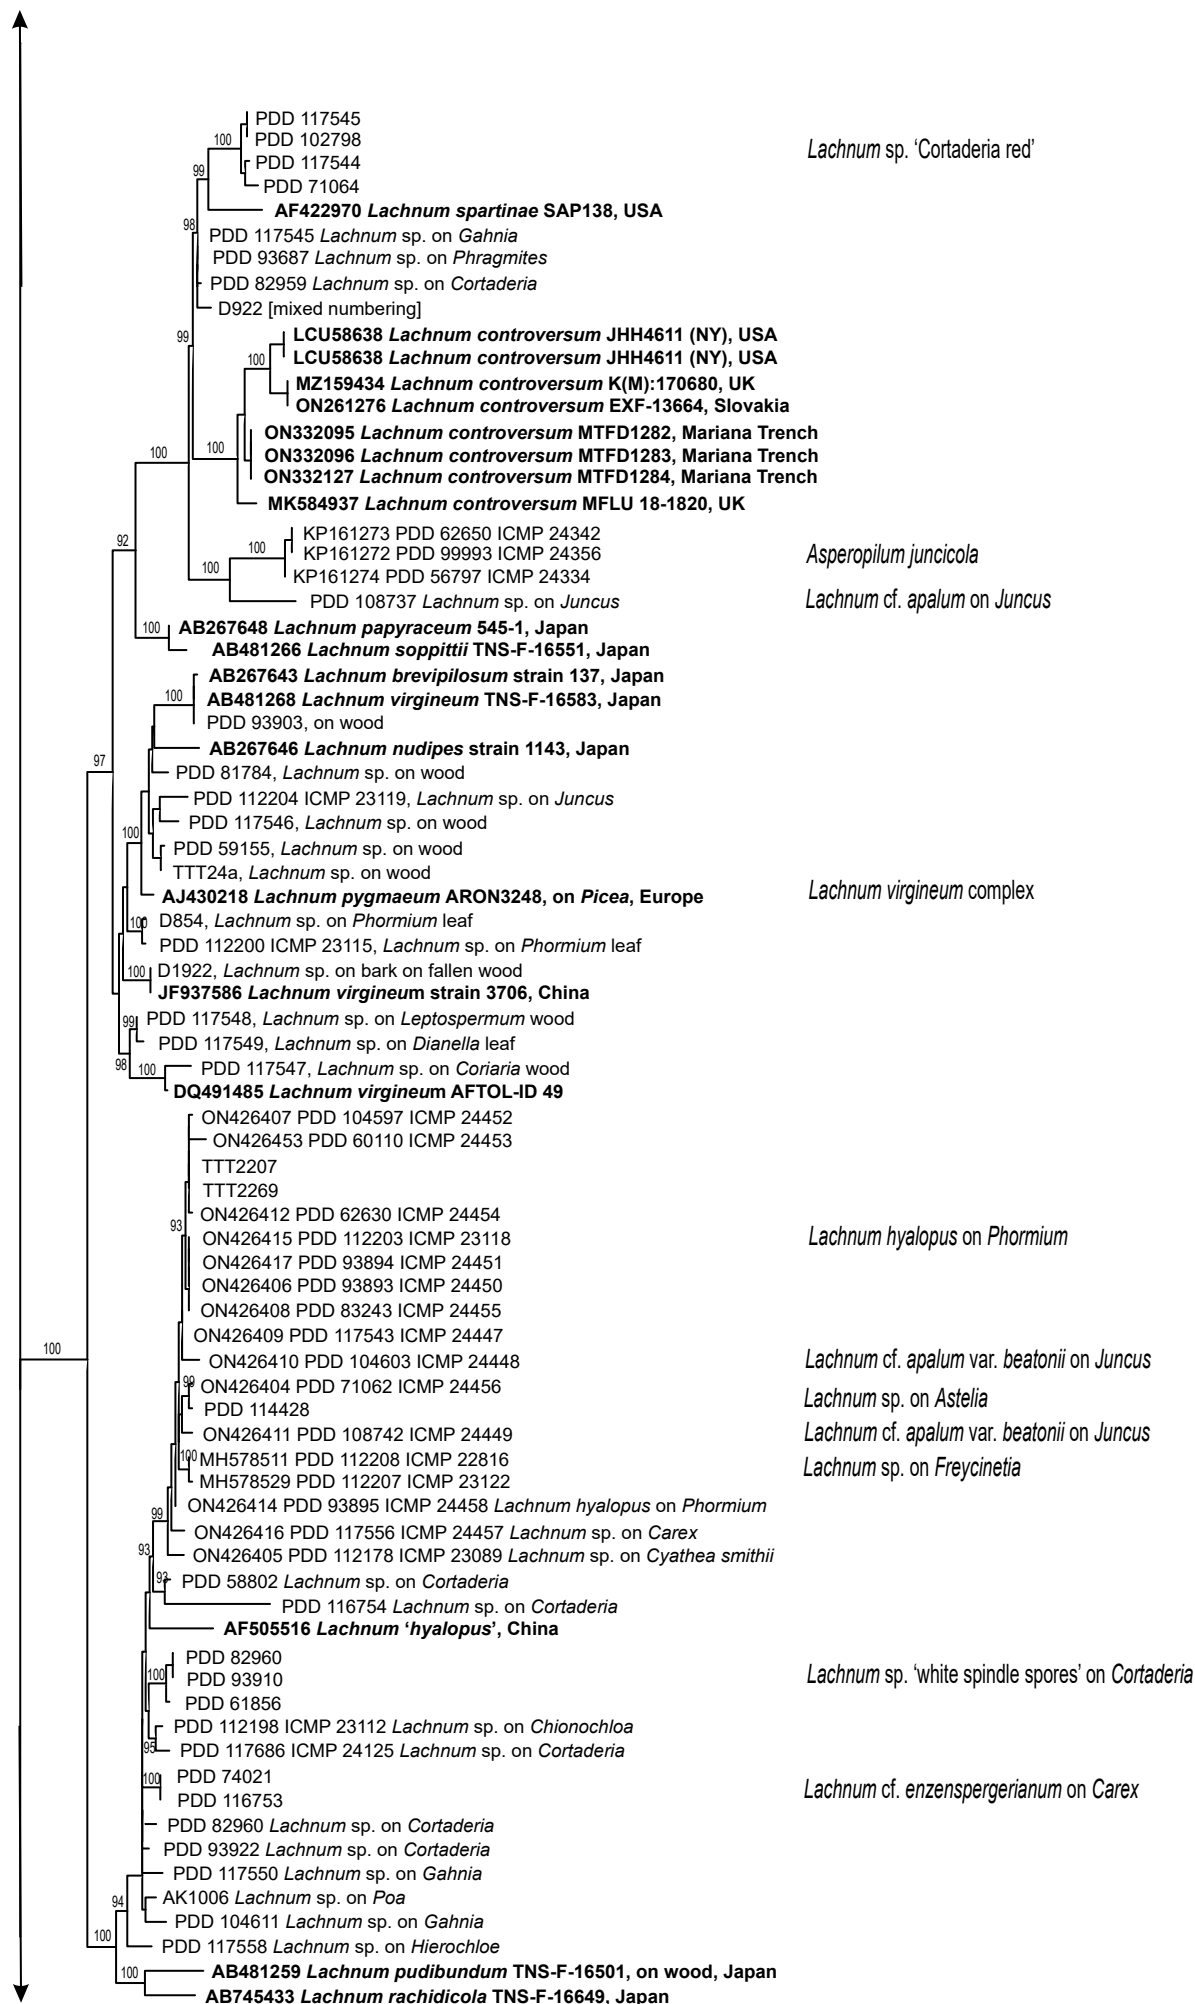 PDD 117545
PDD 102798
100
Lachnum sp. ‘Cortaderia red’
PDD 117544
99
PDD 71064
AF422970 Lachnum spartinae SAP138, USA
98
PDD 117545 Lachnum sp. on Gahnia
PDD 93687 Lachnum sp. on Phragmites
PDD 82959 Lachnum sp. on Cortaderia
D922 [mixed numbering]
99
LCU58638 Lachnum controversum JHH4611 (NY), USA
LCU58638 Lachnum controversum JHH4611 (NY), USA
100
MZ159434 Lachnum controversum K(M):170680, UK
ON261276 Lachnum controversum EXF-13664, Slovakia
ON332095 Lachnum controversum MTFD1282, Mariana Trench
100
100
ON332096 Lachnum controversum MTFD1283, Mariana Trench
ON332127 Lachnum controversum MTFD1284, Mariana Trench
MK584937 Lachnum controversum MFLU 18-1820, UK
KP161273 PDD 62650 ICMP 24342
92
100
KP161272 PDD 99993 ICMP 24356
Asperopilum juncicola
100
KP161274 PDD 56797 ICMP 24334
PDD 108737 Lachnum sp. on Juncus
Lachnum cf. apalum on Juncus
100
AB267648 Lachnum papyraceum 545-1, Japan
AB481266 Lachnum soppittii TNS-F-16551, Japan
AB267643 Lachnum brevipilosum strain 137, Japan
100
AB481268 Lachnum virgineum TNS-F-16583, Japan
PDD 93903, on wood
AB267646 Lachnum nudipes strain 1143, Japan
97
PDD 81784, Lachnum sp. on wood
PDD 112204 ICMP 23119, Lachnum sp. on Juncus
PDD 117546, Lachnum sp. on wood
100
PDD 59155, Lachnum sp. on wood
TTT24a, Lachnum sp. on wood
AJ430218 Lachnum pygmaeum ARON3248, on Picea, Europe
Lachnum virgineum complex
100
D854, Lachnum sp. on Phormium leaf
PDD 112200 ICMP 23115, Lachnum sp. on Phormium leaf
100
D1922, Lachnum sp. on bark on fallen wood
JF937586 Lachnum virgineum strain 3706, China
99
PDD 117548, Lachnum sp. on Leptospermum wood
PDD 117549, Lachnum sp. on Dianella leaf
98
100
PDD 117547, Lachnum sp. on Coriaria wood
DQ491485 Lachnum virgineum AFTOL-ID 49
ON426407 PDD 104597 ICMP 24452
ON426453 PDD 60110 ICMP 24453
TTT2207
TTT2269
ON426412 PDD 62630 ICMP 24454
93
ON426415 PDD 112203 ICMP 23118
Lachnum hyalopus on Phormium
ON426417 PDD 93894 ICMP 24451
ON426406 PDD 93893 ICMP 24450
ON426408 PDD 83243 ICMP 24455
ON426409 PDD 117543 ICMP 24447
100
ON426410 PDD 104603 ICMP 24448
Lachnum cf. apalum var. beatonii on Juncus
99
ON426404 PDD 71062 ICMP 24456
Lachnum sp. on Astelia
PDD 114428
ON426411 PDD 108742 ICMP 24449
Lachnum cf. apalum var. beatonii on Juncus
100
MH578511 PDD 112208 ICMP 22816
Lachnum sp. on Freycinetia
MH578529 PDD 112207 ICMP 23122
ON426414 PDD 93895 ICMP 24458 Lachnum hyalopus on Phormium
99
ON426416 PDD 117556 ICMP 24457 Lachnum sp. on Carex
93
ON426405 PDD 112178 ICMP 23089 Lachnum sp. on Cyathea smithii
93
PDD 58802 Lachnum sp. on Cortaderia
PDD 116754 Lachnum sp. on Cortaderia
AF505516 Lachnum ‘hyalopus’, China
PDD 82960
100
PDD 93910
Lachnum sp. ‘white spindle spores’ on Cortaderia
PDD 61856
PDD 112198 ICMP 23112 Lachnum sp. on Chionochloa
95
PDD 117686 ICMP 24125 Lachnum sp. on Cortaderia
100
PDD 74021
Lachnum cf. enzenspergerianum on Carex
PDD 116753
PDD 82960 Lachnum sp. on Cortaderia
PDD 93922 Lachnum sp. on Cortaderia
PDD 117550 Lachnum sp. on Gahnia
94
AK1006 Lachnum sp. on Poa
PDD 104611 Lachnum sp. on Gahnia
100
PDD 117558 Lachnum sp. on Hierochloe
100
AB481259 Lachnum pudibundum TNS-F-16501, on wood, Japan
AB745433 Lachnum rachidicola TNS-F-16649, Japan